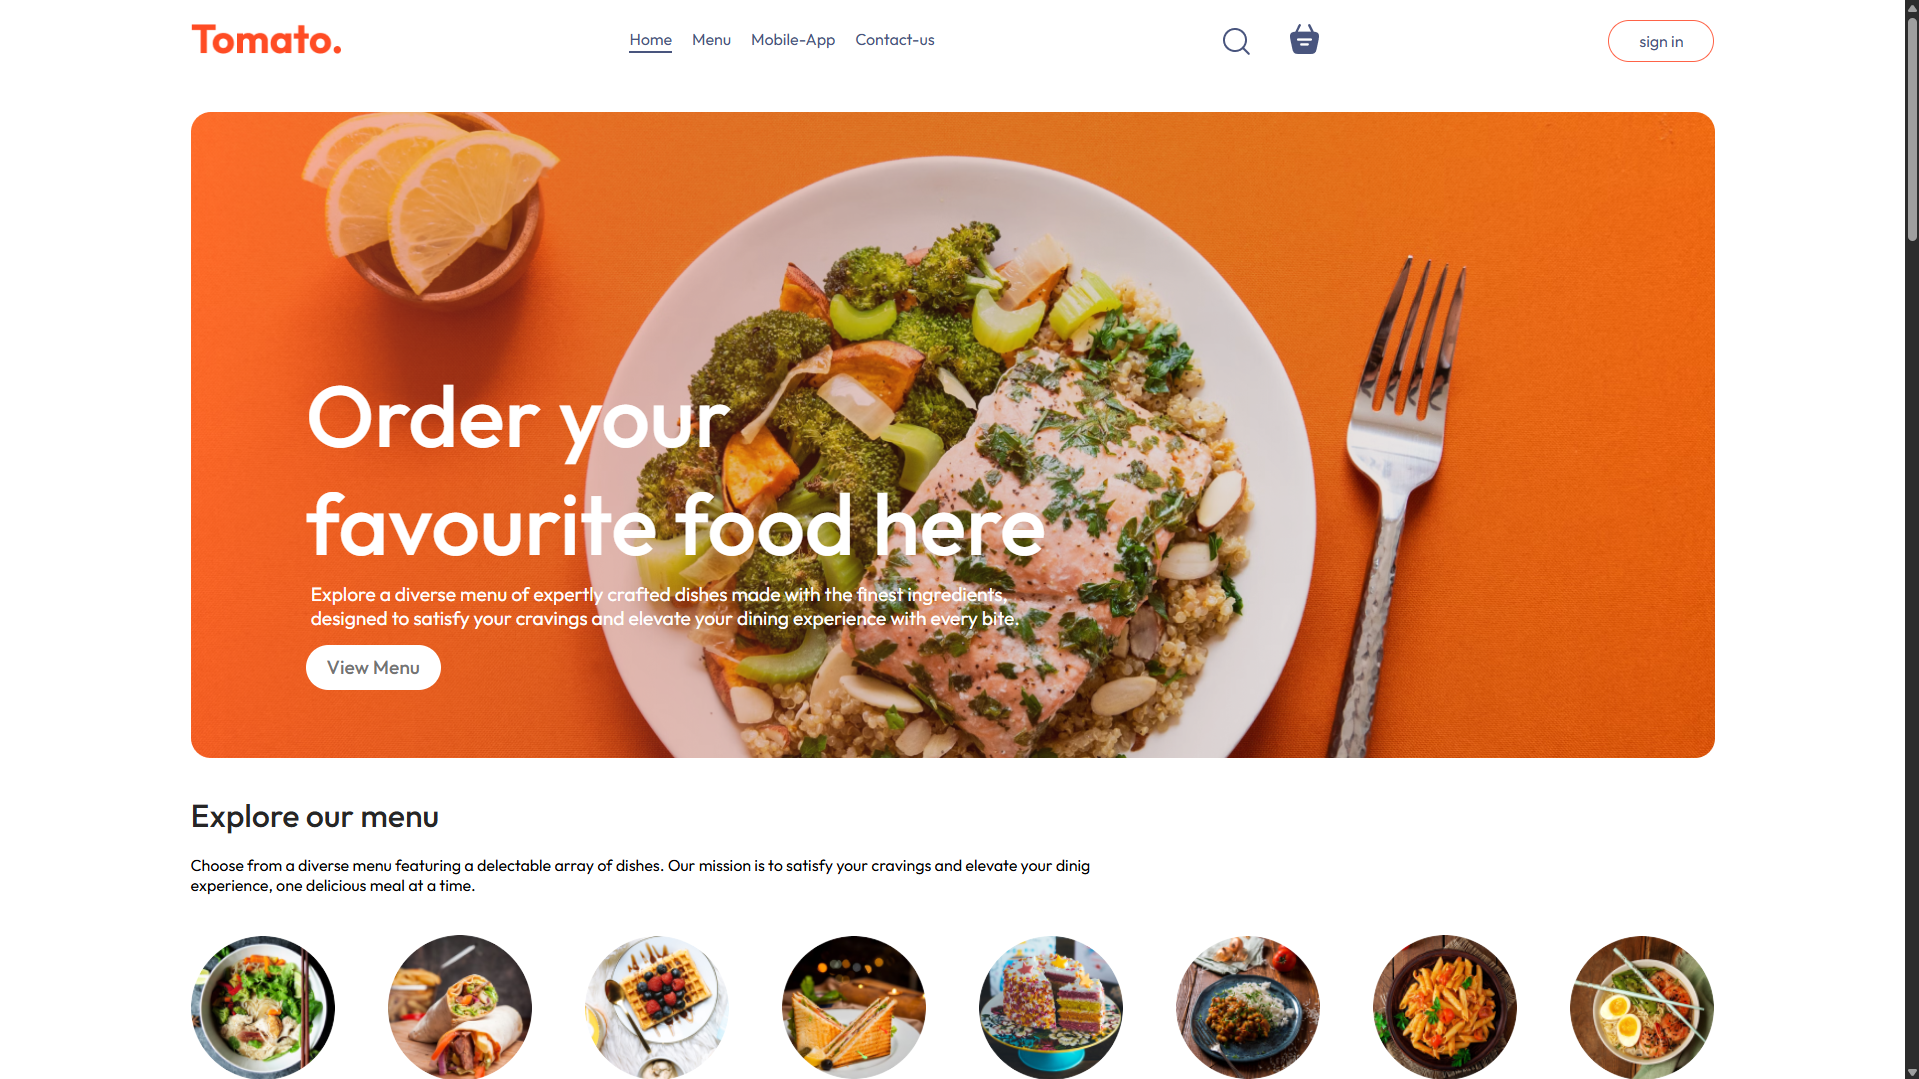 Tomato.
Home Menu Mobile-App Contact-us
sign in
Order your
favourite food here
Explore a diverse menu of expertly crafted dishes made with the finest ingredients,
designed to satisfy your cravings and elevate your dining experience with every bite.
View Menu
Explore our menu
Choose from a diverse menu featuring a delectable array of dishes. Our mission is to satisfy your cravings and elevate your dinig
experience, one delicious meal at a time.